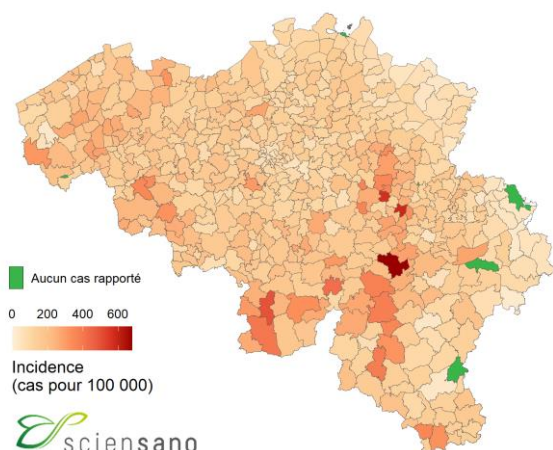 Aucun cas rapporté
0 200 400 600
Incidence
(cas pour 100 000)
sciensano